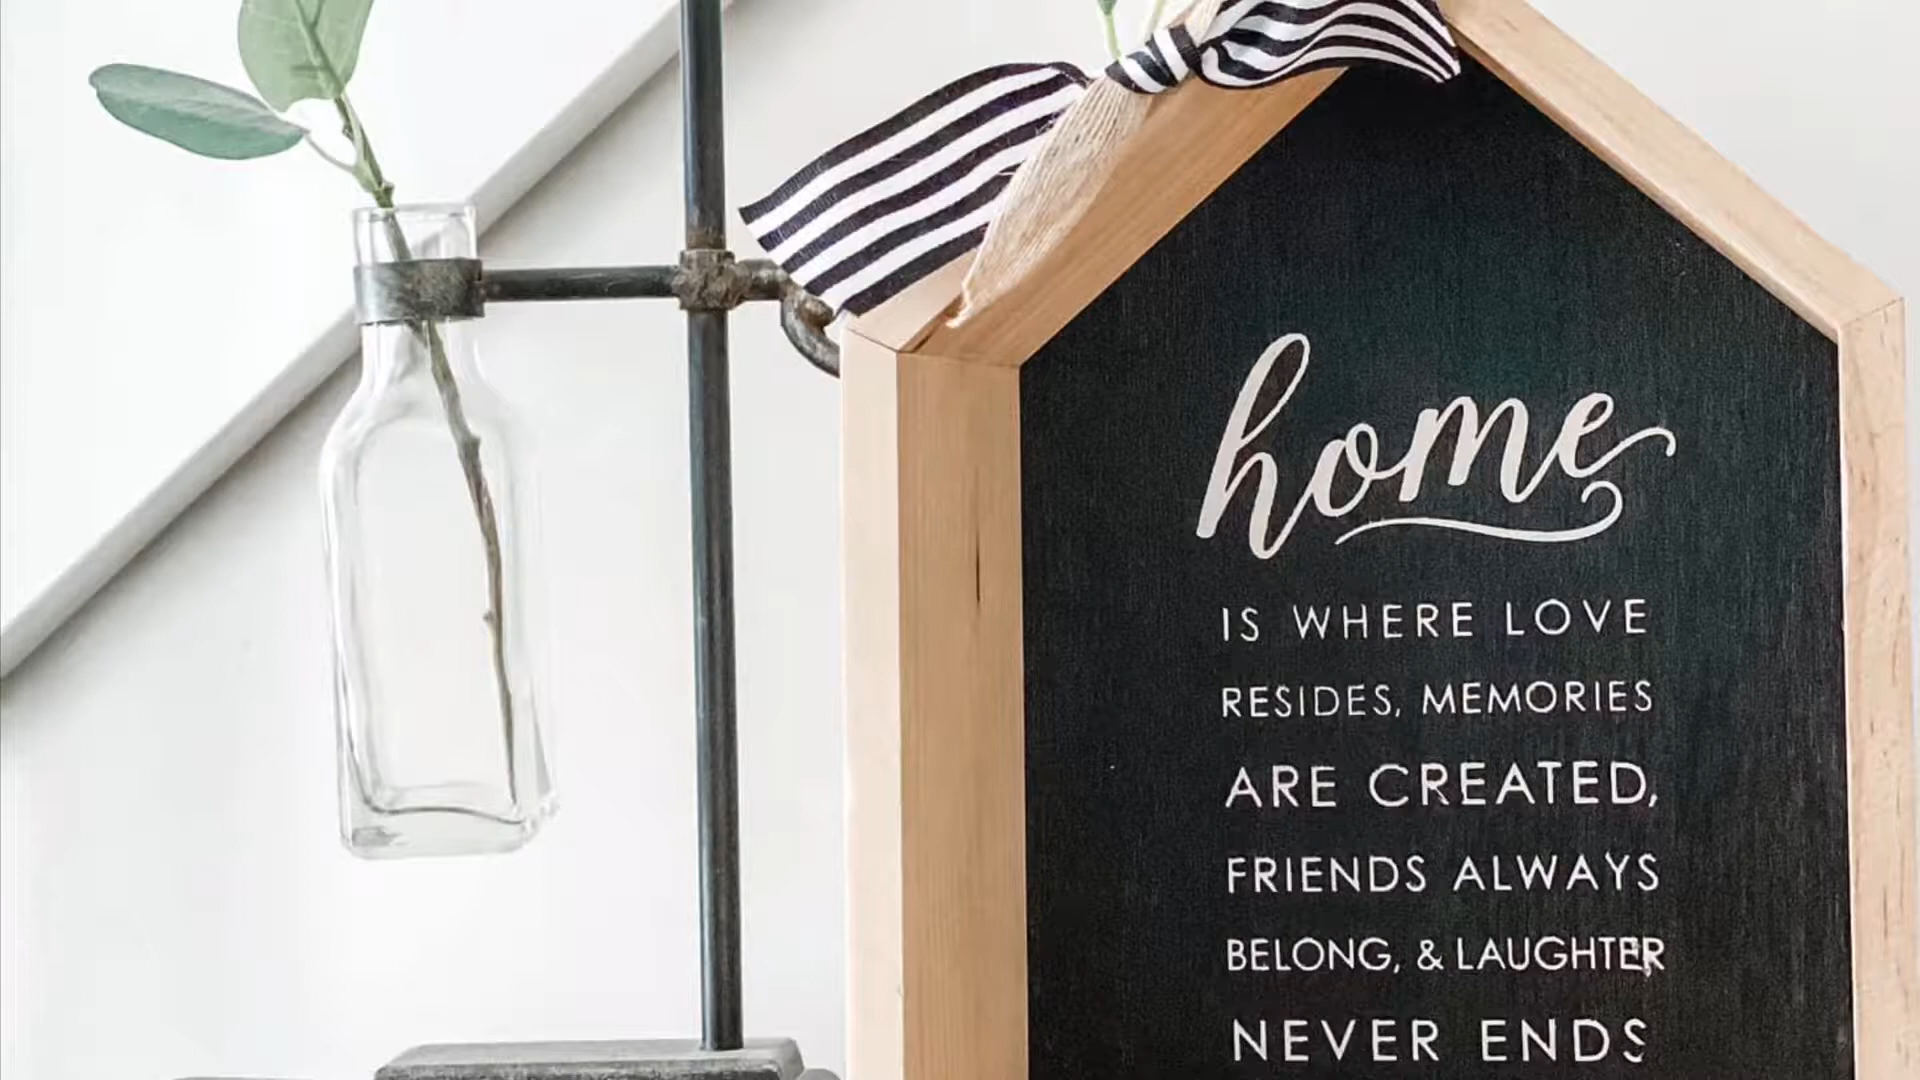 home
IS WHERE LOVE
RESIDES, MEMORIES
ARE CREATED,
FRIENDS ALWAYS
BELONG, & LAUGHTER
NEVER ENDS